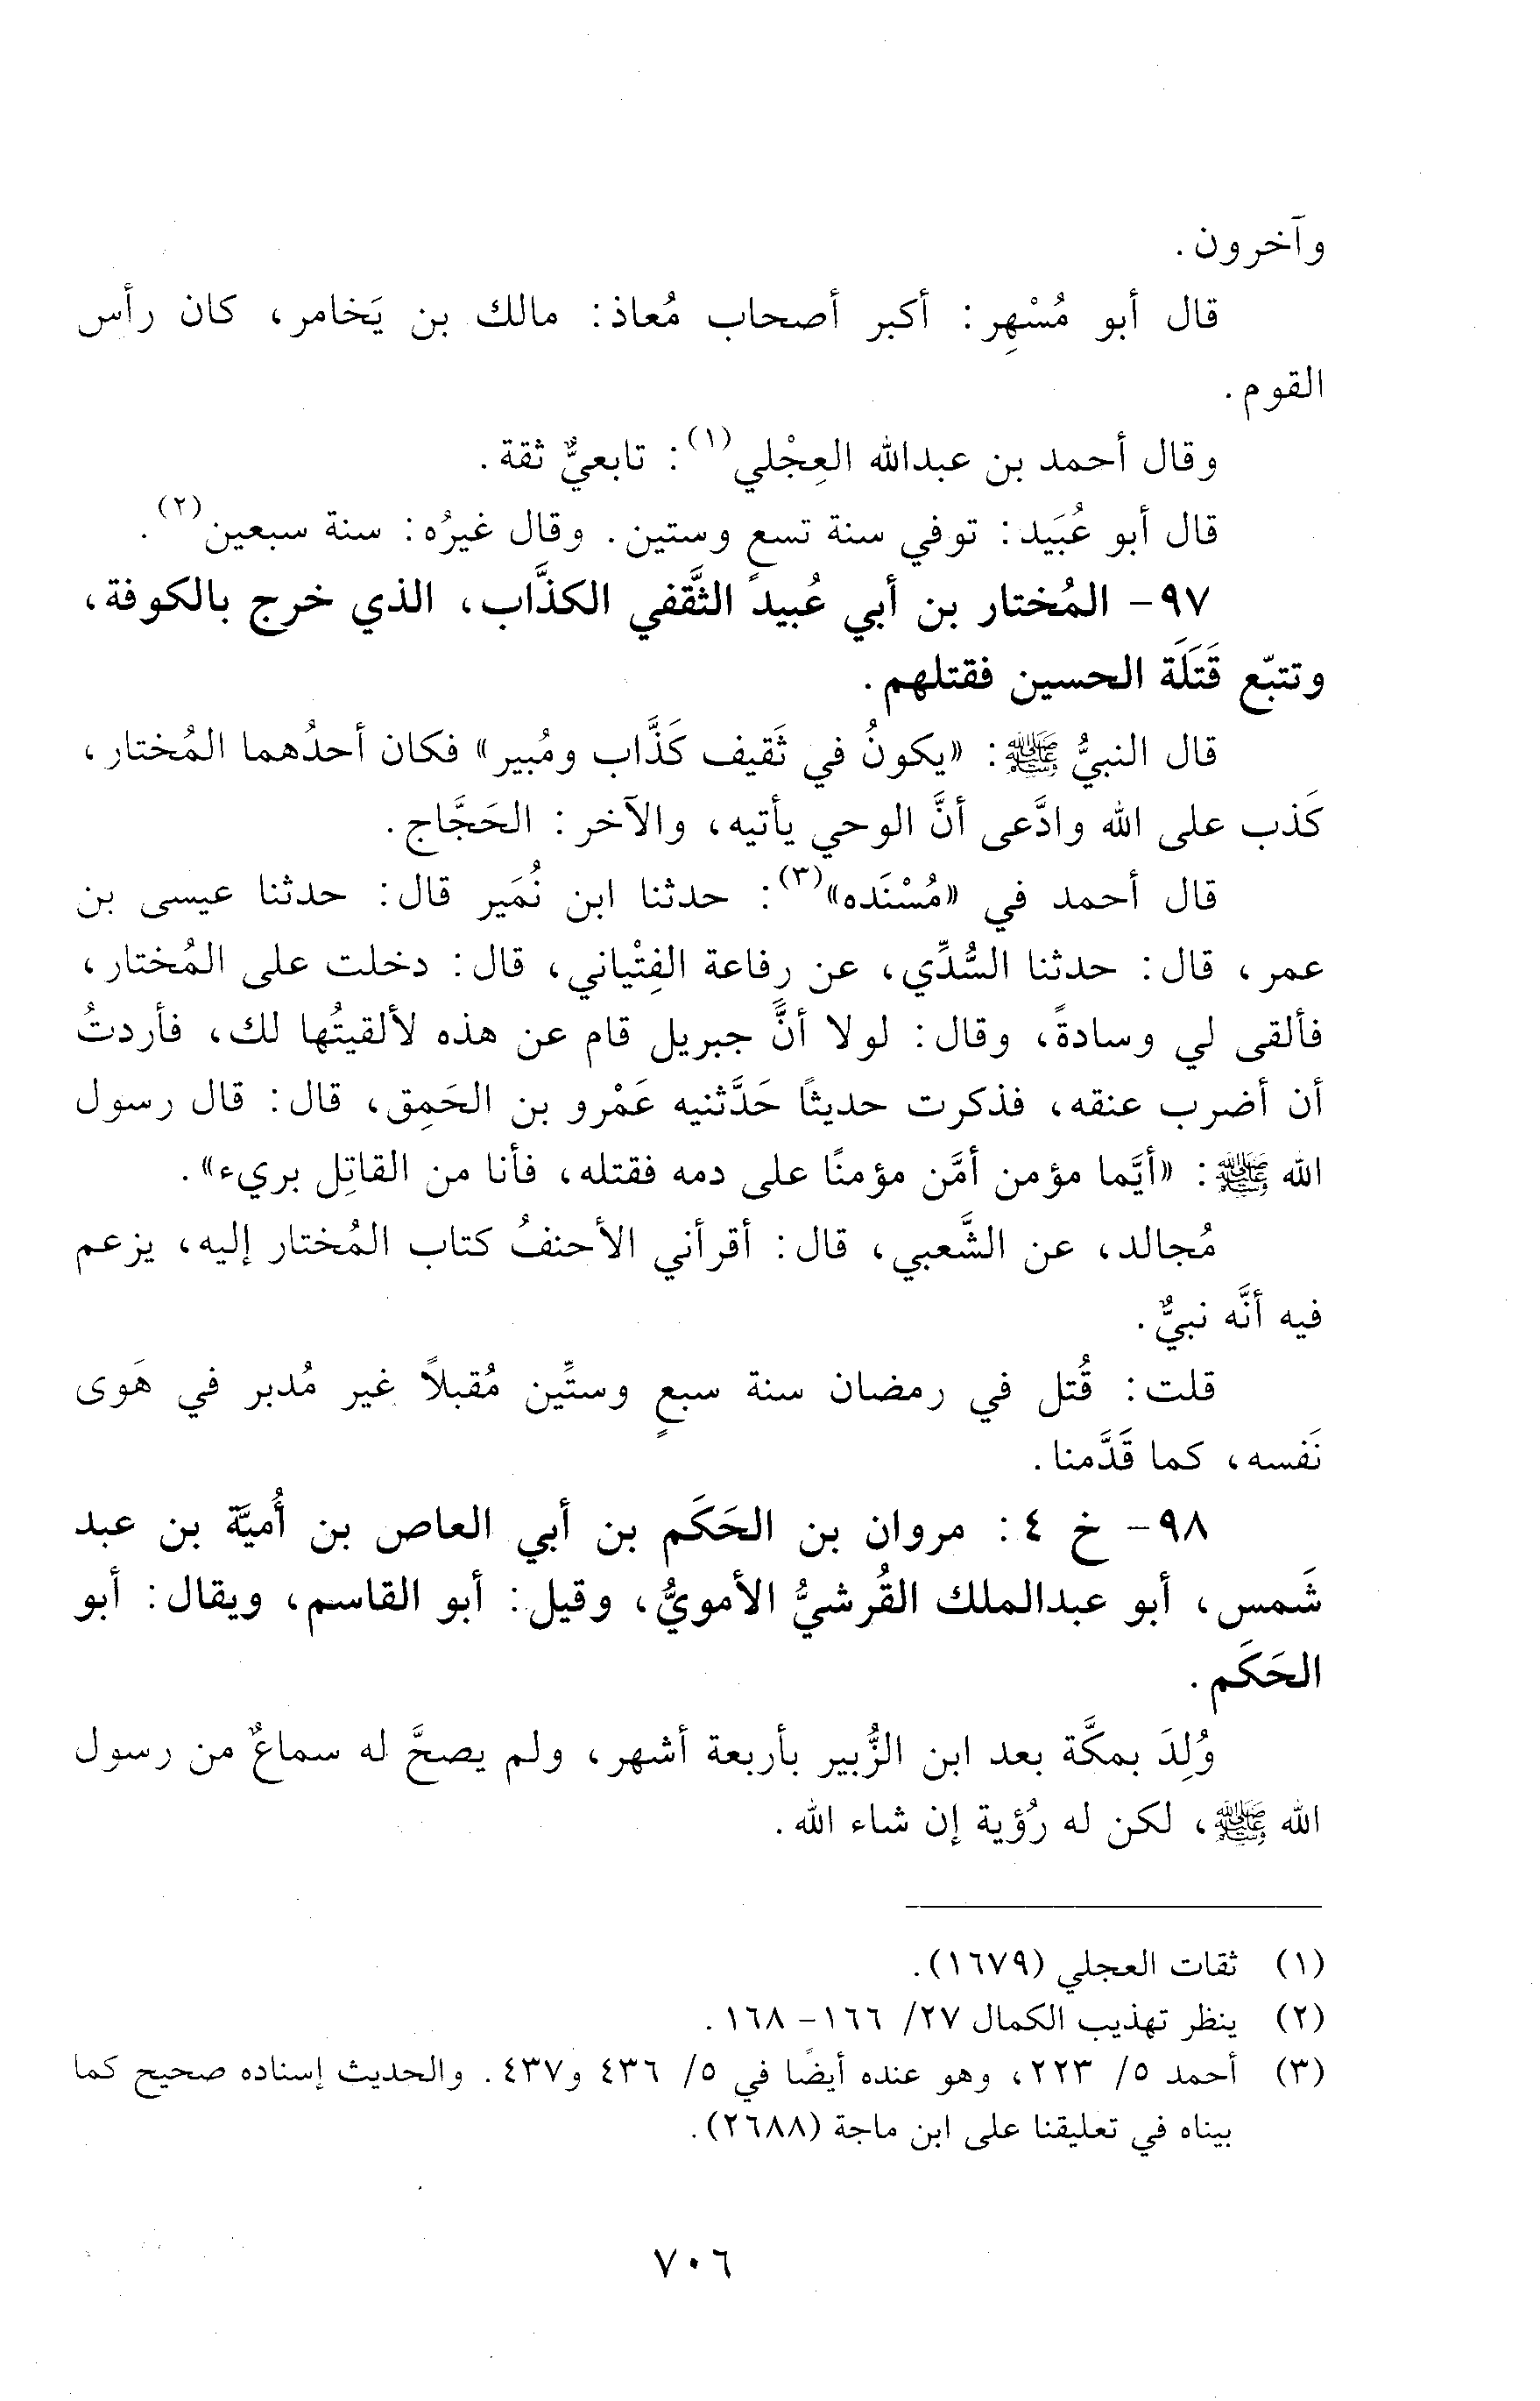 وآخرون.
قال أبو مُسْهِر: أكبر أصحاب مُعاذ: مالك بن يَخامر، كان رأس
القوم.
وقال أحمد بن عبدالله العِجْلي(١): تابعيٌّ ثقة.
قال أبو عُبَيد: توفي سنة تسعٍ وستين. وقال غيرُه: سنة سبعين(٢).
٩٧- المُختار بن أبي عُبيد الثَّقفي الكذَّاب، الذي خرج بالكوفة،
وتتبّع قَتَلَة الحسين فقتلهم.
قال النبيُّ ﷺ: «يكونُ في ثَقيف كَذَّاب ومُبير» فكان أحدُهما المُختار،
كَذب على الله وادَّعى أنَّ الوحي يأتيه، والآخر: الحَجَّاج.
قال أحمد في «مُسْنَده»(٣): حدثنا ابن نُمَير قال: حدثنا عيسى بن
عمر، قال: حدثنا السُّدِّي، عن رفاعة الفِتْياني، قال: دخلت على المُختار،
فألقى لي وسادةً، وقال: لولا أنَّ جبريل قام عن هذه لألقيتُها لك، فأردتُ
أن أضرب عنقه، فذكرت حديثًا حَدَّثنيه عَمْرو بن الحَمِق، قال: قال رسول
الله ﷺ: «أيَّما مؤمن أمَّن مؤمنًا على دمه فقتله، فأنا من القاتِل بريء».
مُجالد، عن الشَّعبي، قال: أقرأني الأحنفُ كتاب المُختار إليه، يزعم
فيه أنَّه نبيٌّ.
قلت: قُتل في رمضان سنة سبعٍ وستِّين مُقبلاً غير مُدبر في هَوى
نَفسه، كما قَدَّمنا.
٩٨- خ ٤: مروان بن الحَكَم بن أبي العاص بن أُميَّة بن عبد
شَمس، أبو عبدالملك القُرشيُّ الأمويُّ، وقيل: أبو القاسم، ويقال: أبو
الحَكَم.
وُلِدَ بمكَّة بعد ابن الزُّبير بأربعة أشهر، ولم يصحَّ له سماعٌ من رسول
الله ﷺ، لكن له رُؤية إن شاء الله.
(١) ثقات العجلي (١٦٧٩).
(٢) ينظر تهذيب الكمال ٢٧/ ١٦٦- ١٦٨.
(٣) أحمد ٥/ ٢٢٣، وهو عنده أيضًا في ٥/ ٤٣٦ و٤٣٧. والحديث إسناده صحيح كما
بيناه في تعليقنا على ابن ماجة (٢٦٨٨).
٧٠٦